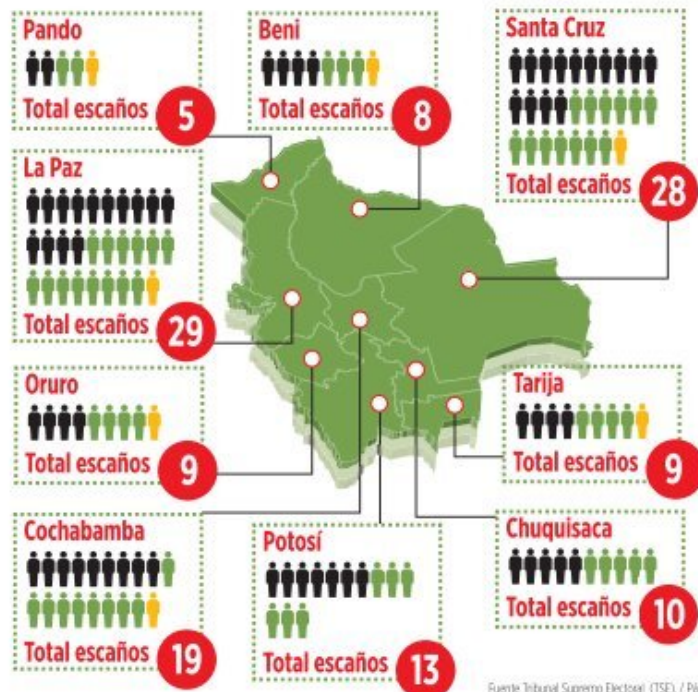 Pando
Total escaños
5
Beni
Total escaños
8
Santa Cruz
Total escaños
28
La Paz
Total escaños
29
Oruro
Total escaños
9
Tarija
Total escaños
9
Cochabamba
Total escaños
19
Potosí
Total escaños
13
Chuquisaca
Total escaños
10
Fuente Tribunal Supremo Electoral (TSE) /